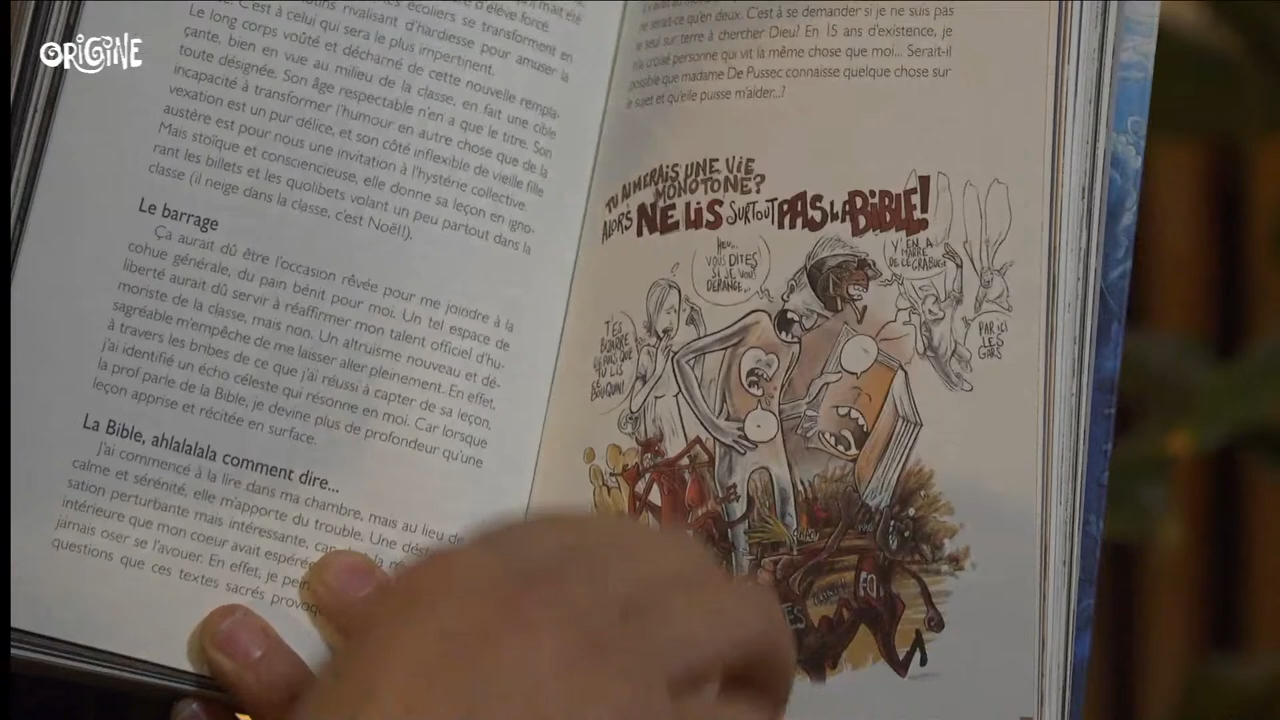 ORIGINE
écoliers se transforment en
rivalisant d'hardiesse pour amuser la
C'est à celui qui sera le plus impertinent.
Le long corps voûté et décharné de cette nouvelle rempla-
çante, bien en vue au milieu de la classe, en fait une cible
toute désignée. Son âge respectable n'en a que le titre. Son
incapacité à transformer l'humour en autre chose que de la
vexation est un pur délice, et son côté inflexible de vieille fille
austère est pour nous une invitation à l'hystérie collective.
Mais stoïque et consciencieuse, elle donne sa leçon en igno-
rant les billets et les quolibets volant un peu partout dans la
classe (il neige dans la classe, c'est Noël!).
Le barrage
Ça aurait dû être l'occasion rêvée pour me joindre à la
cohue générale, du pain bénit pour moi. Un tel espace de
liberté aurait dû servir à réaffirmer mon talent officiel d'hu-
moriste de la classe, mais non. Un altruisme nouveau et dé-
sagréable m'empêche de me laisser aller pleinement. En effet,
à travers les bribes de ce que j'ai réussi à capter de sa leçon,
j'ai identifié un écho céleste qui résonne en moi. Car lorsque
la prof parle de la Bible, je devine plus de profondeur qu'une
leçon apprise et récitée en surface.
La Bible, ahlalalala comment dire...
J'ai commencé à la lire dans ma chambre, mais au lieu de
calme et sérénité, elle m'apporte du trouble. Une
sation perturbante mais intéressante, car la
intérieure que mon coeur avait espéré
jamais oser se l'avouer. En effet, je
questions que ces textes sacrés
ne serait-ce qu'en deux. C'est à se demander si je ne suis pas
le seul sur terre à chercher Dieu! En 15 ans d'existence, je
n'ai croisé personne qui vit la même chose que moi... Serait-il
possible que madame De Pussec connaisse quelque chose sur
le sujet et qu'elle puisse m'aider...?
TU AIMERAIS UNE VIE
MONOTONE?
ALORS NE LIS SURTOUT PAS LA BIBLE!
HEU...
VOUS DITES
SI JE VOUS
DÉRANGE...
Y'EN A
MARRE
DE CE GRABUGE
T'ES
BIZARRE
DEPUIS QUE
TU LIS
CE
BOUQUIN!
PAR ICI
LES
GARS
FOI